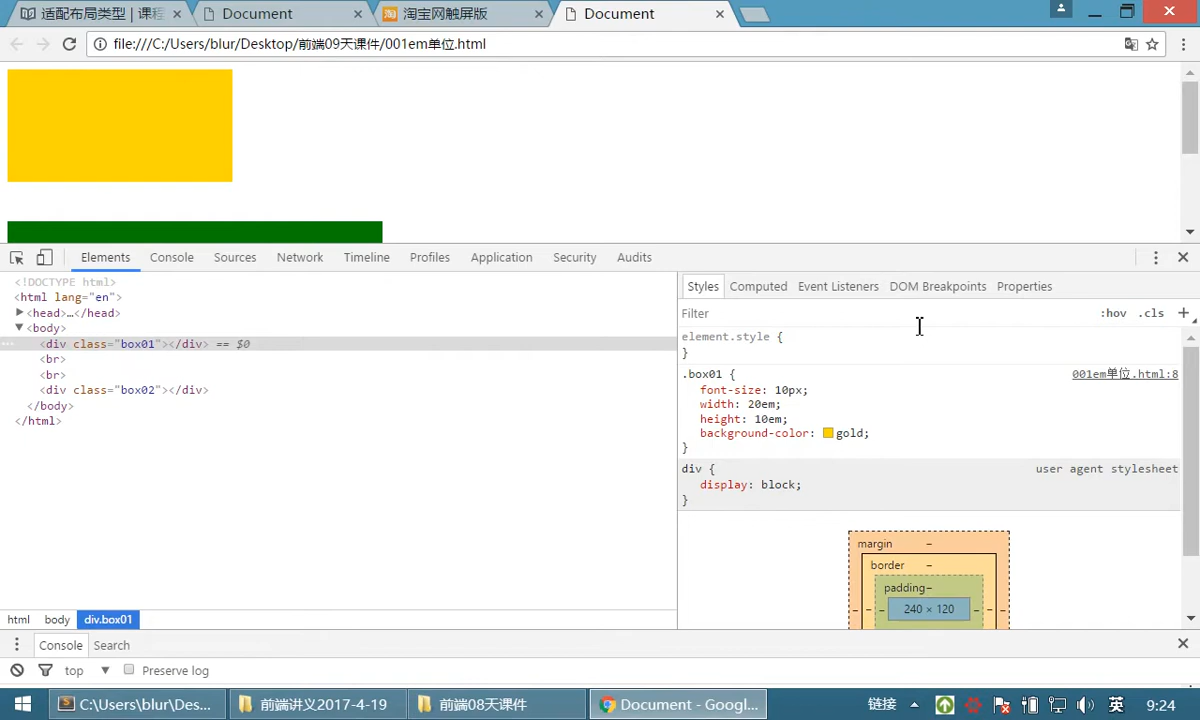 适配布局类型 | 课程
Document
淘宝网触屏版
Document
file:///C:/Users/blur/Desktop/前端09天课件/001em单位.html
Elements Console Sources Network Timeline Profiles Application Security Audits
<!DOCTYPE html>
<html lang="en">
<head>…</head>
<body>
<div class="box01"></div> == $0
<br>
<br>
<div class="box02"></div>
</body>
</html>
html body div.box01
Styles Computed Event Listeners DOM Breakpoints Properties
Filter :hov .cls +
element.style {
}
.box01 { 001em单位.html:8
font-size: 10px;
width: 20em;
height: 10em;
background-color: gold;
}
div { user agent stylesheet
display: block;
}
margin –
border –
padding–
– – – 240 × 120 – – –
Console Search
top ▼ Preserve log
C:\Users\blur\Des...
前端讲义2017-4-19
前端08天课件
Document - Googl...
链接
英
9:24